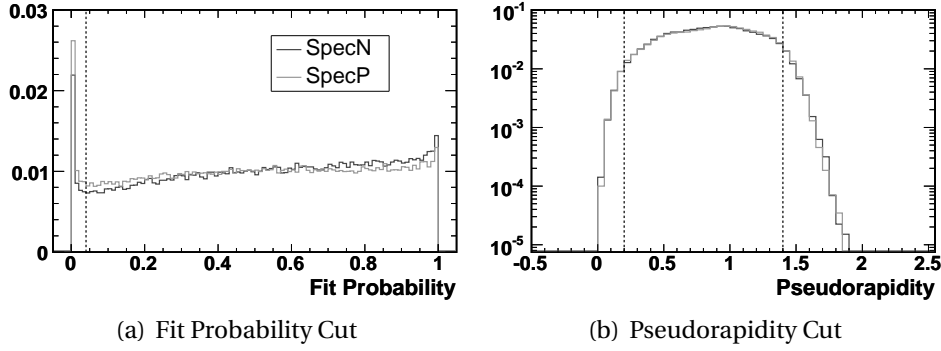 0.03
0.02
0.01
0
0 0.2 0.4 0.6 0.8 1
Fit Probability
SpecN
SpecP
(a) Fit Probability Cut
10⁻¹
10⁻²
10⁻³
10⁻⁴
10⁻⁵
-0.5 0 0.5 1 1.5 2 2.5
Pseudorapidity
(b) Pseudorapidity Cut